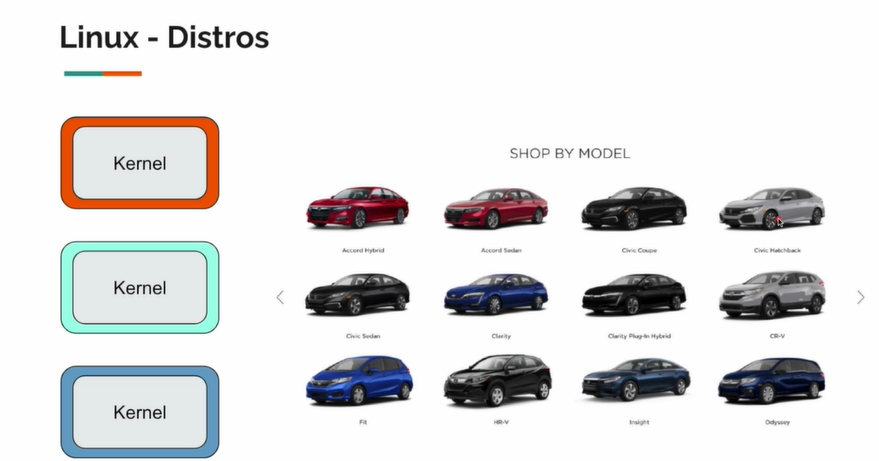 Linux - Distros
Kernel
Kernel
Kernel
SHOP BY MODEL
Accord Hybrid
Accord Sedan
Civic Coupe
Civic Hatchback
Civic Sedan
Clarity
Clarity Plug-In Hybrid
CR-V
Fit
HR-V
Insight
Odyssey